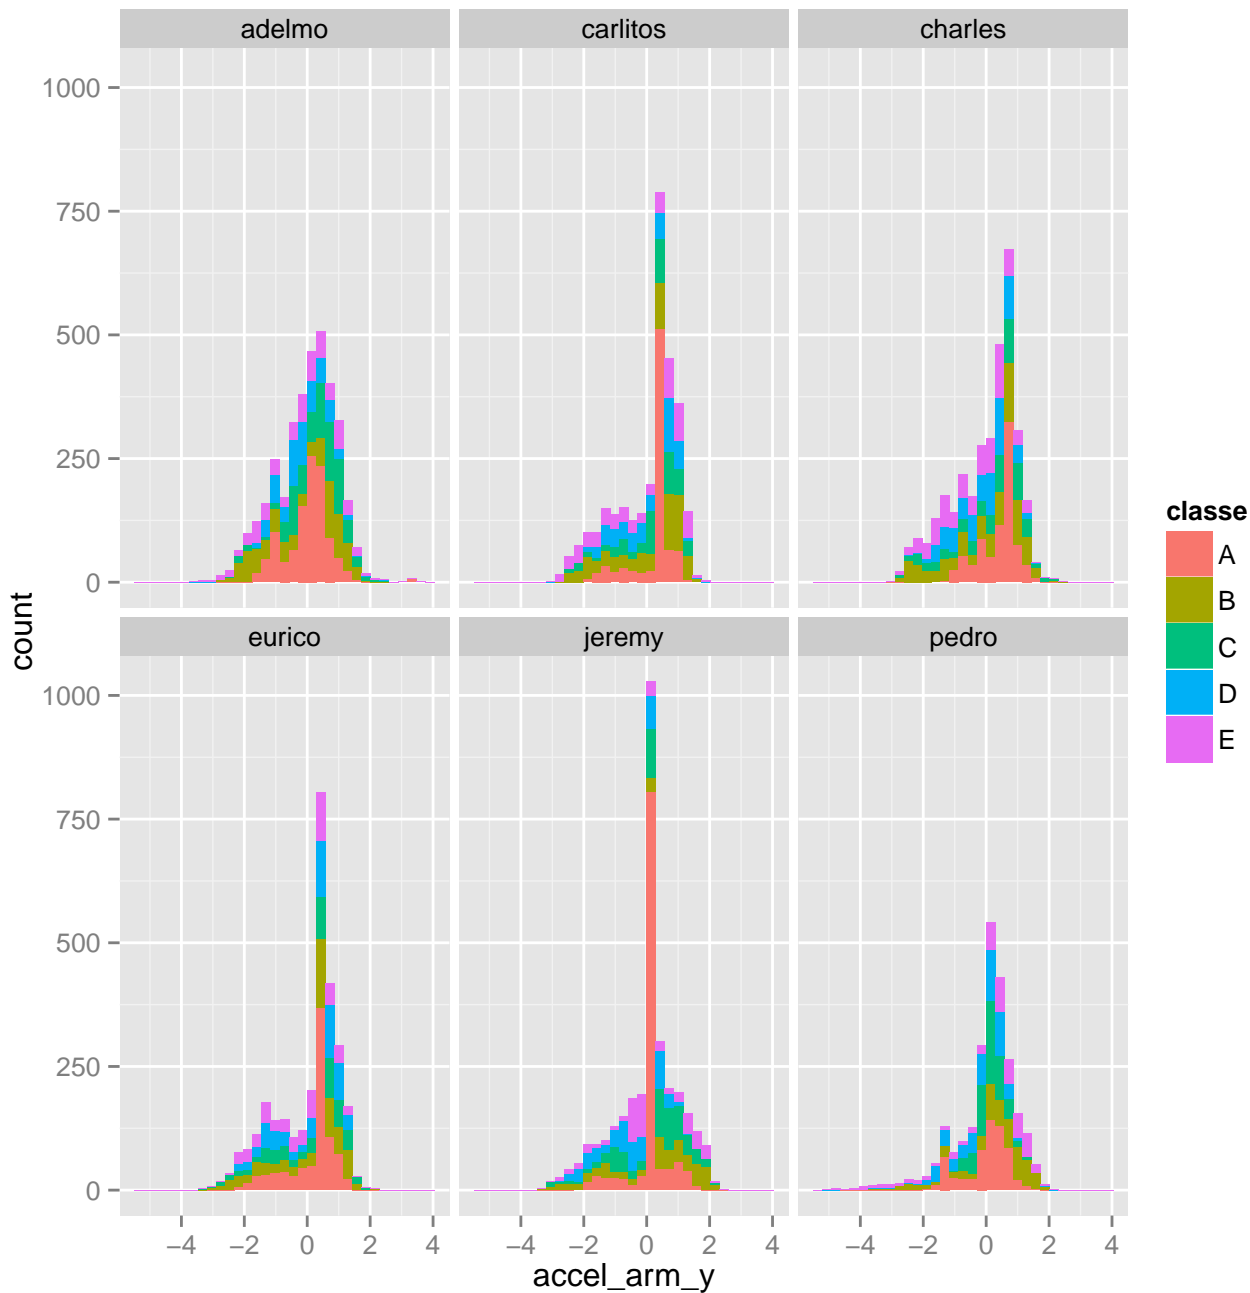 adelmo carlitos charles
1000
750
500
250
0
eurico jeremy pedro
1000
750
500
250
0
−4 −2 0 2 4 −4 −2 0 2 4 −4 −2 0 2 4
accel_arm_y
count
classe
A
B
C
D
E